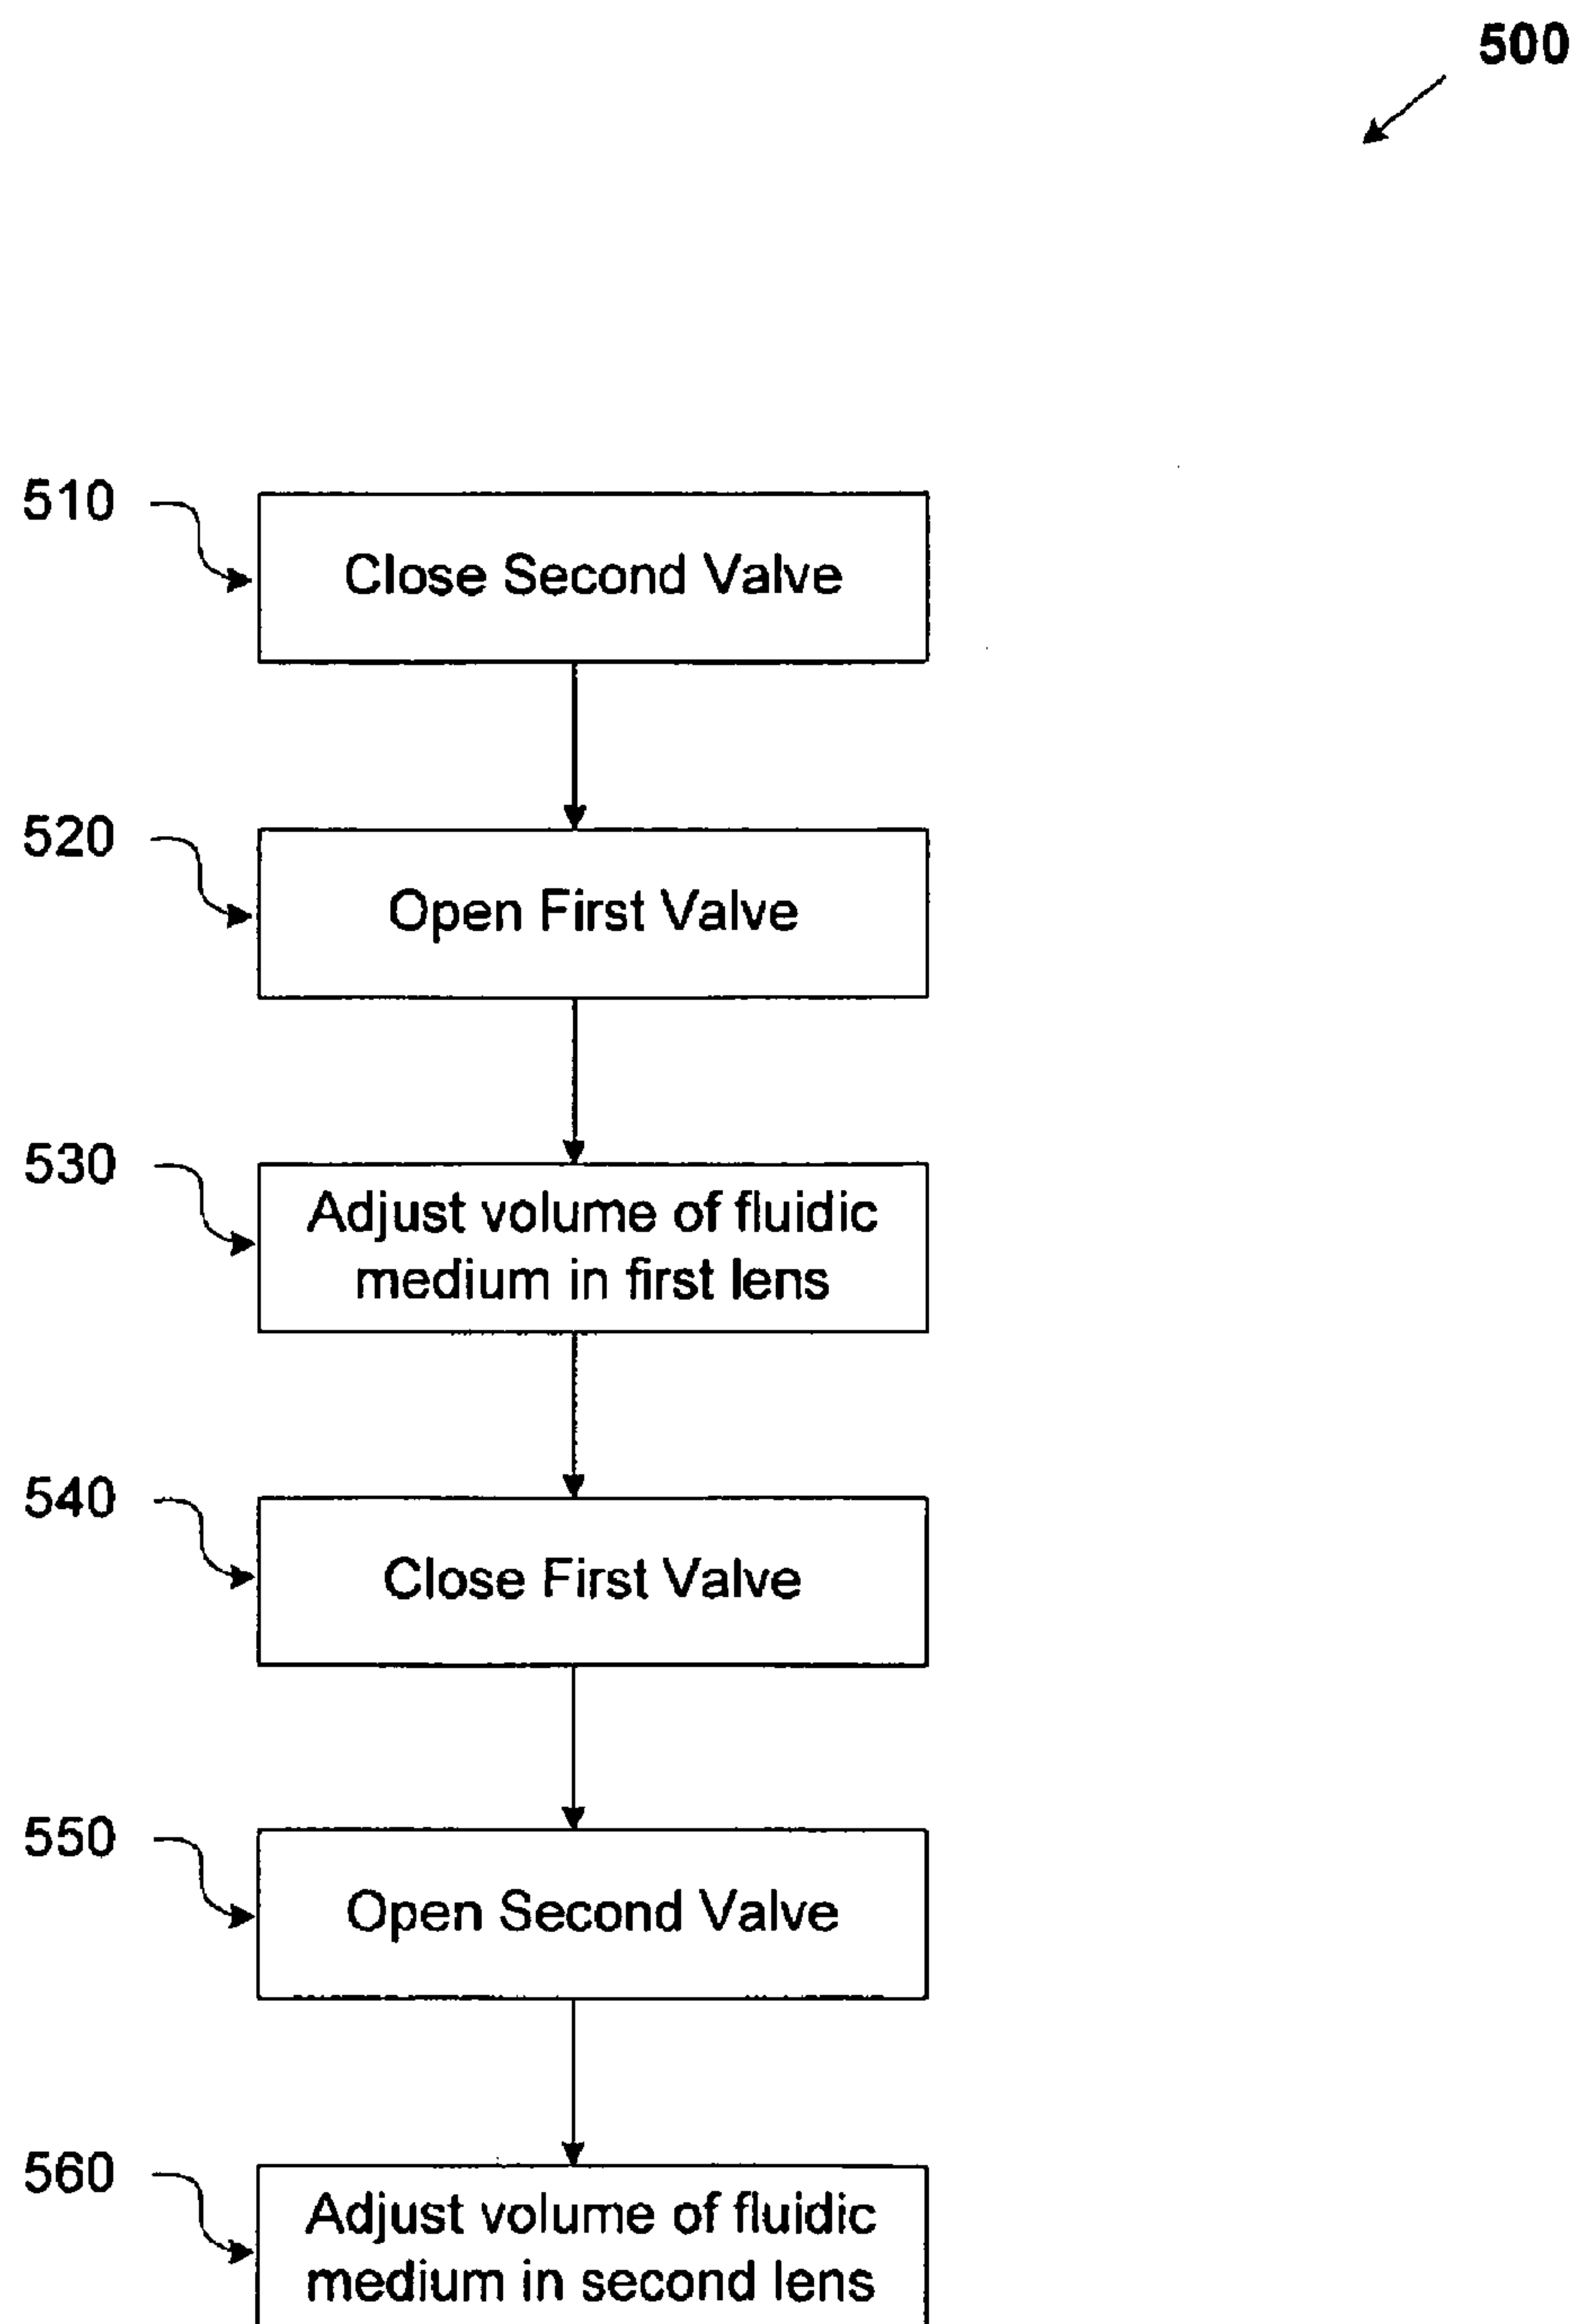 500
510
Close Second Valve
520
Open First Valve
530
Adjust volume of fluidic
medium in first lens
540
Close First Valve
550
Open Second Valve
560
Adjust volume of fluidic
medium in second lens